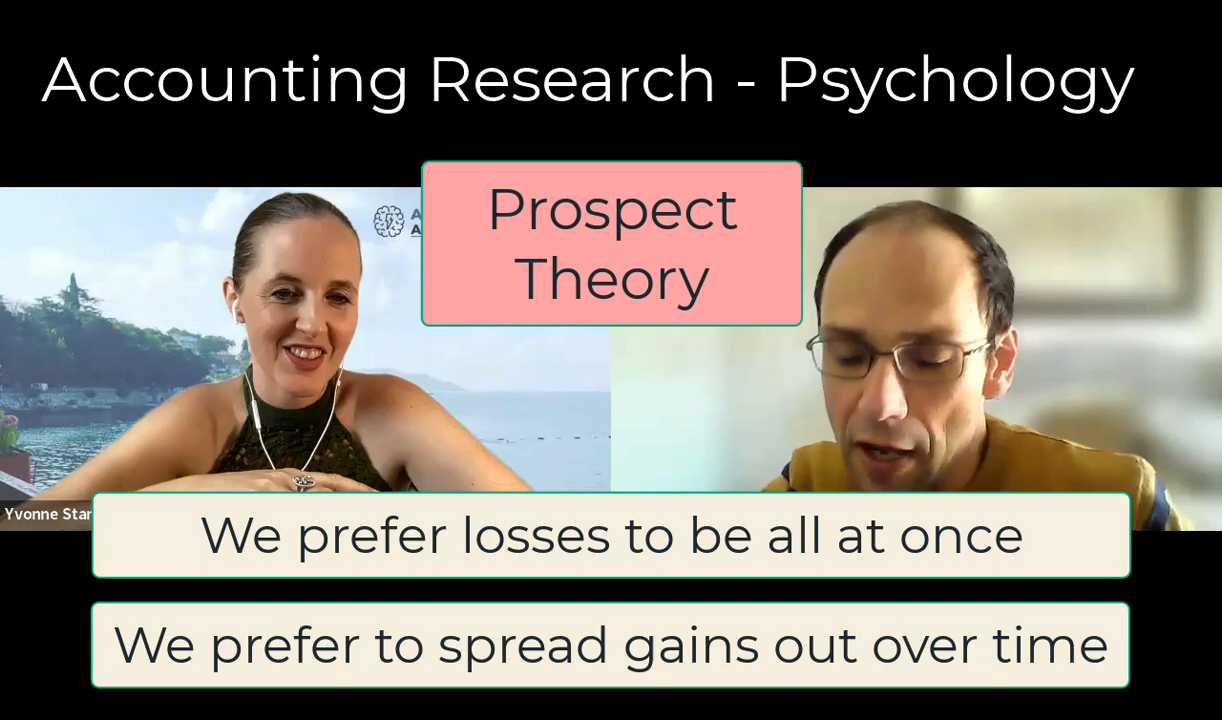 Accounting Research - Psychology
Prospect
Theory
Yvonne
We prefer losses to be all at once
We prefer to spread gains out over time